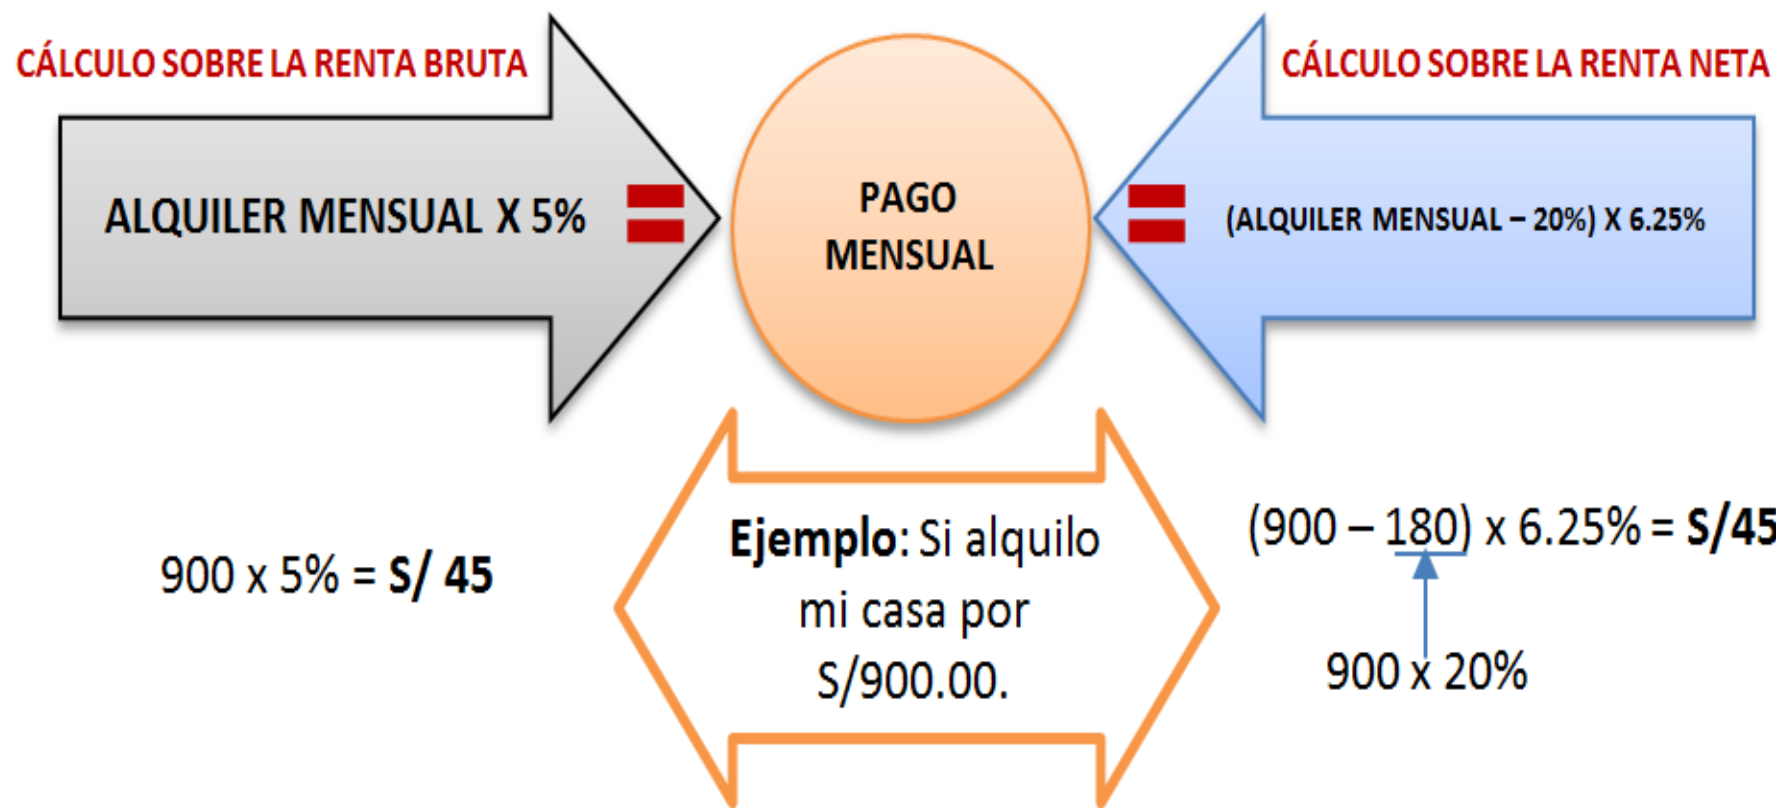 CÁLCULO SOBRE LA RENTA BRUTA
ALQUILER MENSUAL X 5% =
PAGO
MENSUAL
CÁLCULO SOBRE LA RENTA NETA
= (ALQUILER MENSUAL – 20%) X 6.25%
900 x 5% = S/ 45
Ejemplo: Si alquilo
mi casa por
S/900.00.
(900 – 180) x 6.25% = S/45
900 x 20%